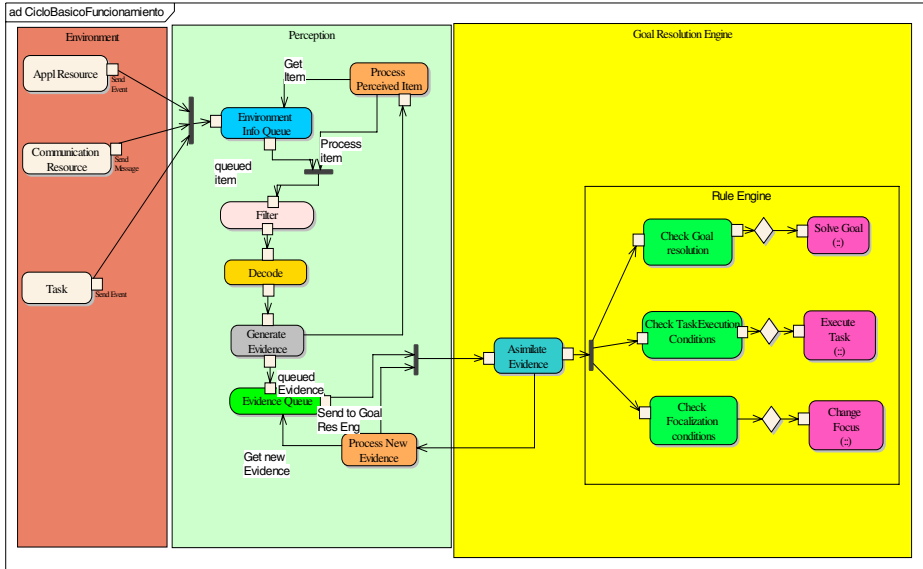 ad CicloBasicoFuncionamiento
Environment
Appl Resource
Send
Event
Communication
Resource
Send
Message
Task
Send Event
Perception
Get
Item
Process
Perceived Item
Environment
Info Queue
Process
item
queued
item
Filter
Decode
Generate
Evidence
queued
Evidence
Evidence Queue
Send to Goal
Res Eng
Get new
Evidence
Process New
Evidence
Goal Resolution Engine
Asimilate
Evidence
Rule Engine
Check Goal
resolution
Solve Goal
(::)
Check TaskExecution
Conditions
Execute
Task
(::)
Check
Focalization
conditions
Change
Focus
(::)